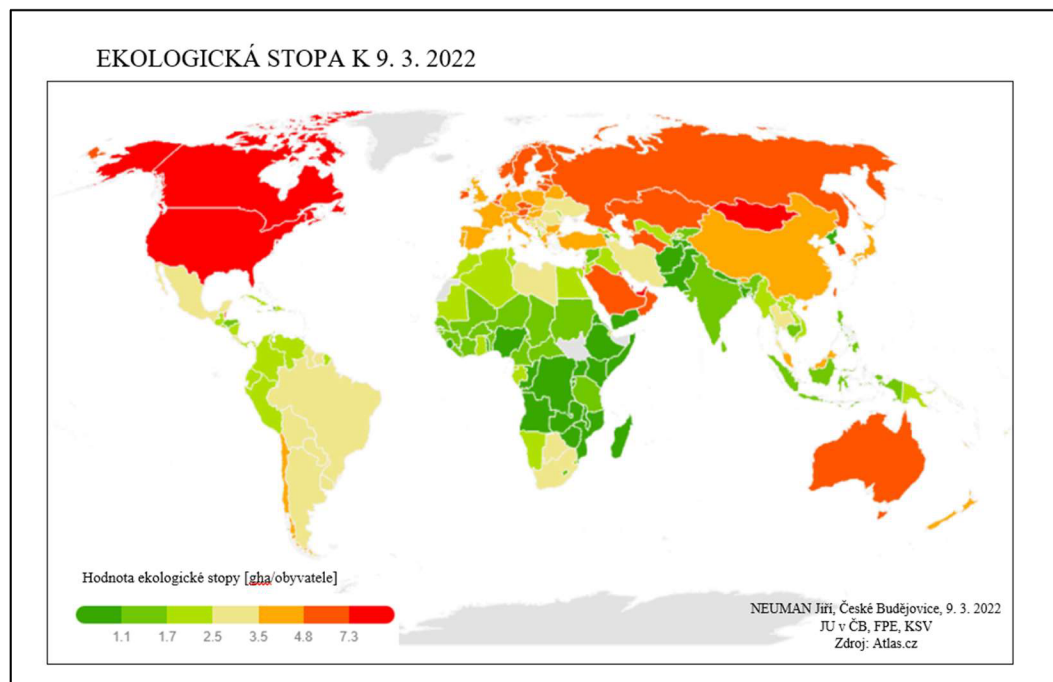 EKOLOGICKÁ STOPA K 9. 3. 2022
Hodnota ekologické stopy [gha/obyvatele]
1.1 1.7 2.5 3.5 4.8 7.3
NEUMAN Jiří, České Budějovice, 9. 3. 2022
JU v ČB, FPE, KSV
Zdroj: Atlas.cz